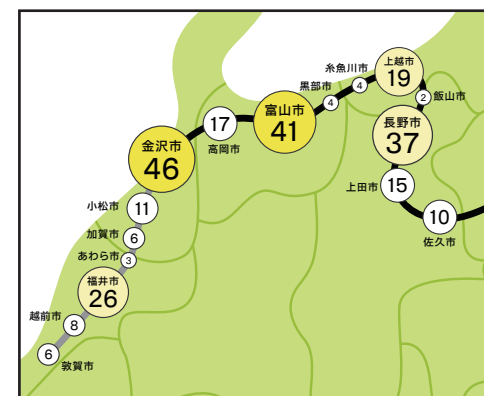 糸魚川市
4
上越市
19
黒部市
4
飯山市
2
富山市
41
長野市
37
17
高岡市
金沢市
46
上田市
15
10
佐久市
小松市
11
加賀市
6
あわら市
3
福井市
26
越前市
8
6
敦賀市